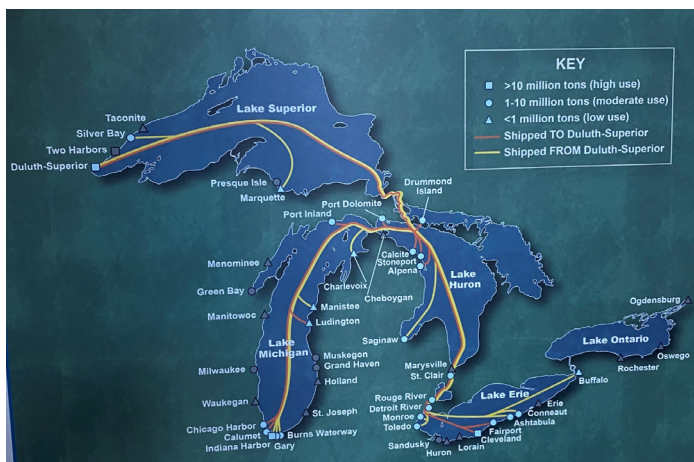 KEY
>10 million tons (high use)
1-10 million tons (moderate use)
<1 million tons (low use)
Shipped TO Duluth-Superior
Shipped FROM Duluth-Superior
Lake Superior
Taconite
Silver Bay
Two Harbors
Duluth-Superior
Presque Isle
Marquette
Drummond
Island
Port Dolomite
Port Inland
Menominee
Green Bay
Manitowoc
Charlevoix
Cheboygan
Calcite
Stoneport
Alpena
Lake
Huron
Manistee
Ludington
Saginaw
Lake
Michigan
Milwaukee
Muskegon
Grand Haven
Holland
Waukegan
St. Joseph
Chicago Harbor
Calumet
Indiana Harbor
Gary
Burns Waterway
Marysville
St. Clair
Rouge River
Detroit River
Monroe
Toledo
Lake Erie
Sandusky
Huron
Lorain
Cleveland
Fairport
Ashtabula
Conneaut
Erie
Buffalo
Ogdensburg
Lake Ontario
Oswego
Rochester